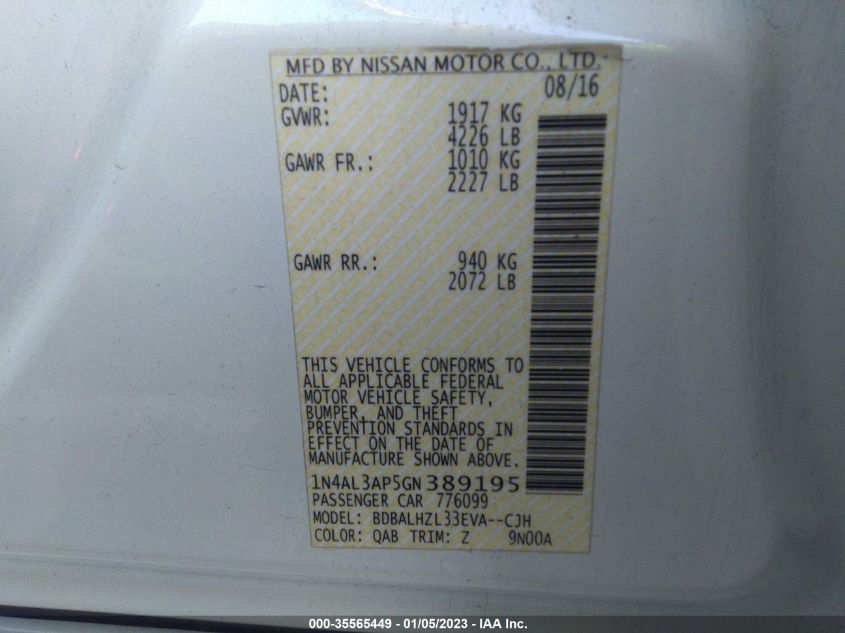 MFD BY NISSAN MOTOR CO., LTD.
DATE: 08/16
GVWR: 1917 KG
4226 LB
GAWR FR.: 1010 KG
2227 LB
GAWR RR.: 940 KG
2072 LB
THIS VEHICLE CONFORMS TO
ALL APPLICABLE FEDERAL
MOTOR VEHICLE SAFETY,
BUMPER, AND THEFT
PREVENTION STANDARDS IN
EFFECT ON THE DATE OF
MANUFACTURE SHOWN ABOVE.
1N4AL3AP5GN389195
PASSENGER CAR 776099
MODEL: BDBALHZL33EVA--CJH
COLOR: QAB TRIM: Z 9N00A
000-35565449 - 01/05/2023 - IAA Inc.